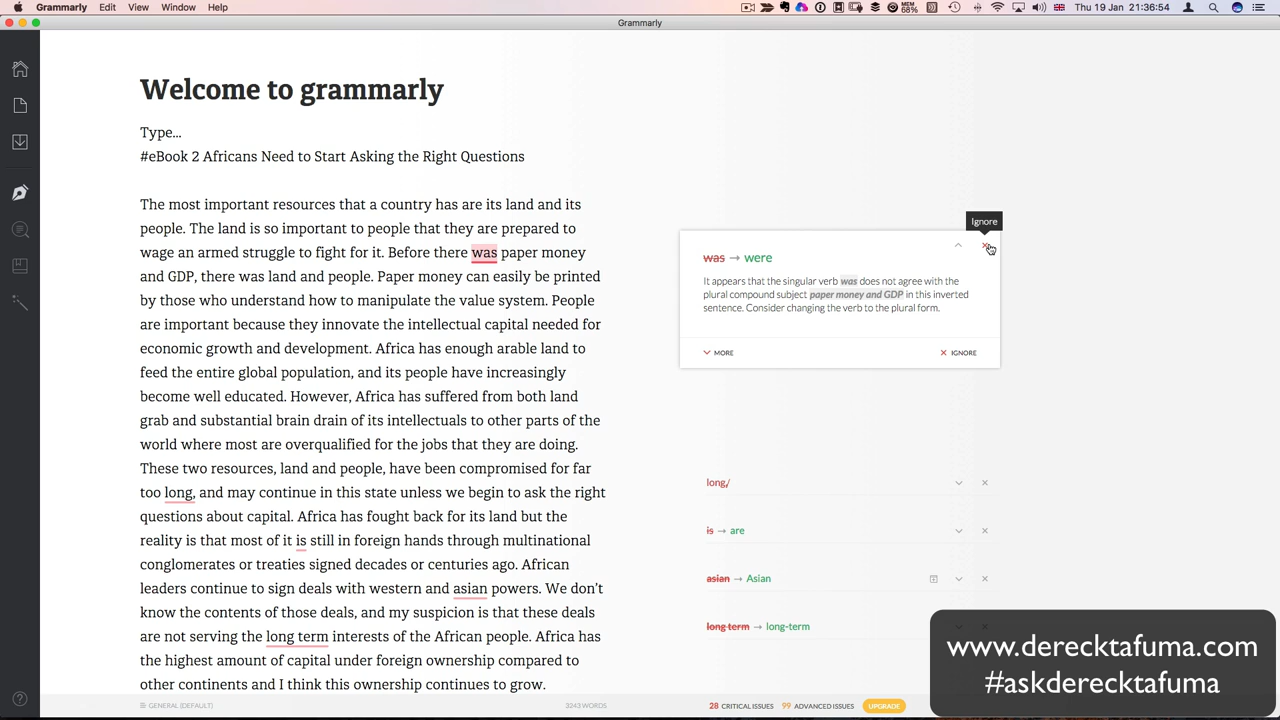 Grammarly Edit View Window Help
MEM 68%
Thu 19 Jan 21:36:54
Grammarly
Welcome to grammarly
Type...
#eBook 2 Africans Need to Start Asking the Right Questions
The most important resources that a country has are its land and its
people. The land is so important to people that they are prepared to
wage an armed struggle to fight for it. Before there was paper money
and GDP, there was land and people. Paper money can easily be printed
by those who understand how to manipulate the value system. People
are important because they innovate the intellectual capital needed for
economic growth and development. Africa has enough arable land to
feed the entire global population, and its people have increasingly
become well educated. However, Africa has suffered from both land
grab and substantial brain drain of its intellectuals to other parts of the
world where most are overqualified for the jobs that they are doing.
These two resources, land and people, have been compromised for far
too long, and may continue in this state unless we begin to ask the right
questions about capital. Africa has fought back for its land but the
reality is that most of it is still in foreign hands through multinational
conglomerates or treaties signed decades or centuries ago. African
leaders continue to sign deals with western and asian powers. We don't
know the contents of those deals, and my suspicion is that these deals
are not serving the long term interests of the African people. Africa has
the highest amount of capital under foreign ownership compared to
other continents and I think this ownership continues to grow.
Ignore
was → were
It appears that the singular verb was does not agree with the
plural compound subject paper money and GDP in this inverted
sentence. Consider changing the verb to the plural form.
MORE
IGNORE
long,
is → are
asian → Asian
long term → long-term
GENERAL (DEFAULT)
3243 WORDS
28 CRITICAL ISSUES 99 ADVANCED ISSUES UPGRADE
www.derecktafuma.com
#askderecktafuma